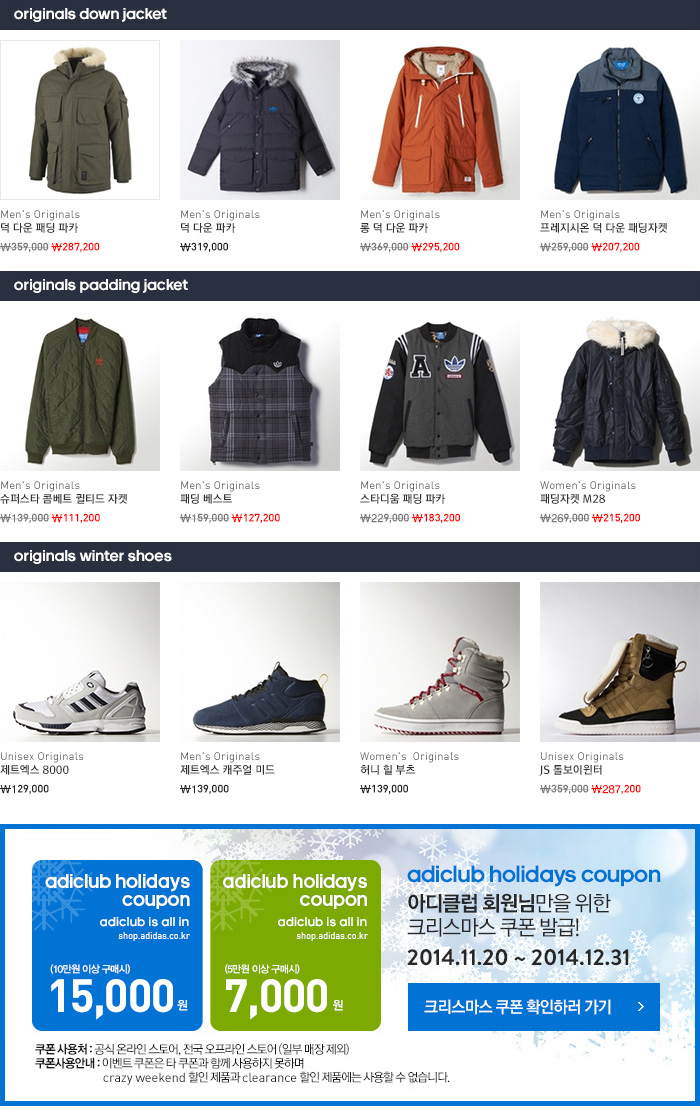 originals down jacket
Men's Originals
덕 다운 패딩 파카
₩359,000 ₩287,200
Men's Originals
덕 다운 파카
₩319,000
Men's Originals
롱 덕 다운 파카
₩369,000 ₩295,200
Men's Originals
프레지시온 덕 다운 패딩자켓
₩259,000 ₩207,200
originals padding jacket
Men's Originals
슈퍼스타 콤베트 퀼티드 자켓
₩139,000 ₩111,200
Men's Originals
패딩 베스트
₩159,000 ₩127,200
A
Men's Originals
스타디움 패딩 파카
₩229,000 ₩183,200
Women's Originals
패딩자켓 M28
₩269,000 ₩215,200
originals winter shoes
Unisex Originals
제트엑스 8000
₩129,000
Men's Originals
제트엑스 캐주얼 미드
₩139,000
Women's Originals
허니 힐 부츠
₩139,000
Unisex Originals
JS 톨보이윈터
₩359,000 ₩287,200
adiclub holidays
coupon
adiclub is all in
shop.adidas.co.kr
(10만원 이상 구매시)
15,000 원
adiclub holidays
coupon
adiclub is all in
shop.adidas.co.kr
(5만원 이상 구매시)
7,000 원
adiclub holidays coupon
아디클럽 회원님만을 위한
크리스마스 쿠폰 발급!
2014.11.20 ~ 2014.12.31
크리스마스 쿠폰 확인하러 가기 >
쿠폰 사용처 : 공식 온라인 스토어, 전국 오프라인 스토어 (일부 매장 제외)
쿠폰사용안내 : 이벤트 쿠폰은 타 쿠폰과 함께 사용하지 못하며
crazy weekend 할인 제품과 clearance 할인 제품에는 사용할 수 없습니다.